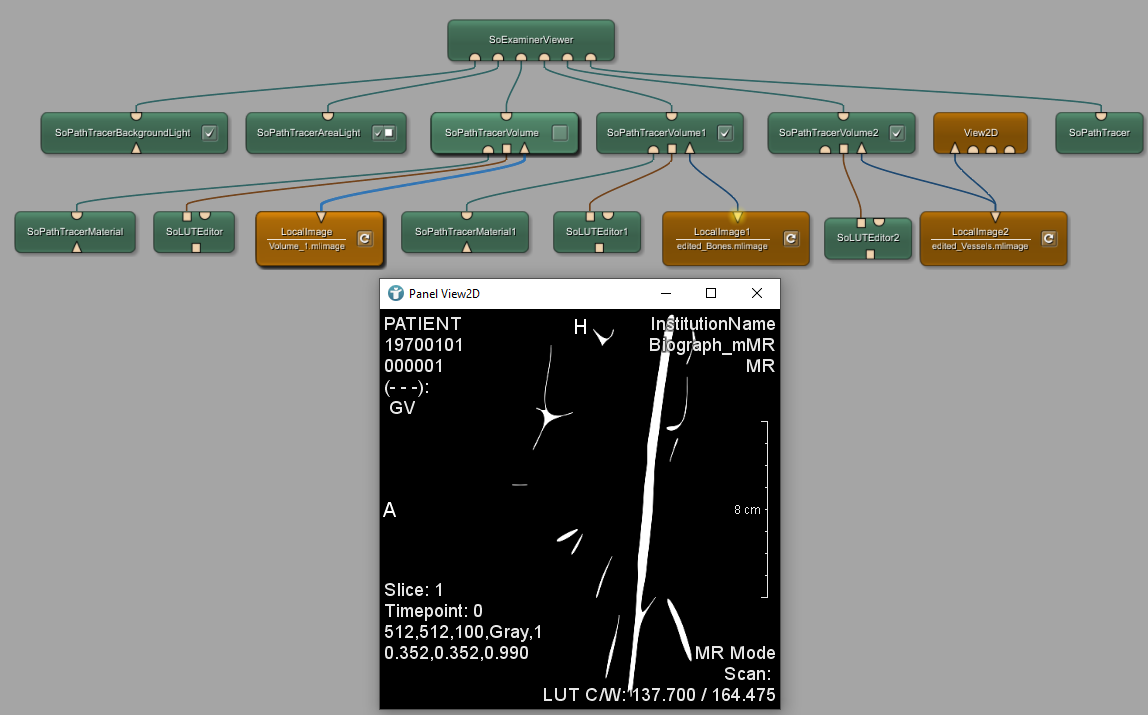 SoExaminerViewer
SoPathTracerBackgroundLight
SoPathTracerAreaLight
SoPathTracerVolume
SoPathTracerVolume1
SoPathTracerVolume2
View2D
SoPathTracer
SoPathTracerMaterial
SoLUTEditor
LocalImage
Volume_1.mlimage
SoPathTracerMaterial1
SoLUTEditor1
LocalImage1
edited_Bones.mlimage
SoLUTEditor2
LocalImage2
edited_Vessels.mlimage
Panel View2D
PATIENT
19700101
000001
(- - -):
GV
H
InstitutionName
Biograph_mMR
MR
A
8 cm
Slice: 1
Timepoint: 0
512,512,100,Gray,1
0.352,0.352,0.990
MR Mode
Scan:
LUT C/W: 137.700 / 164.475